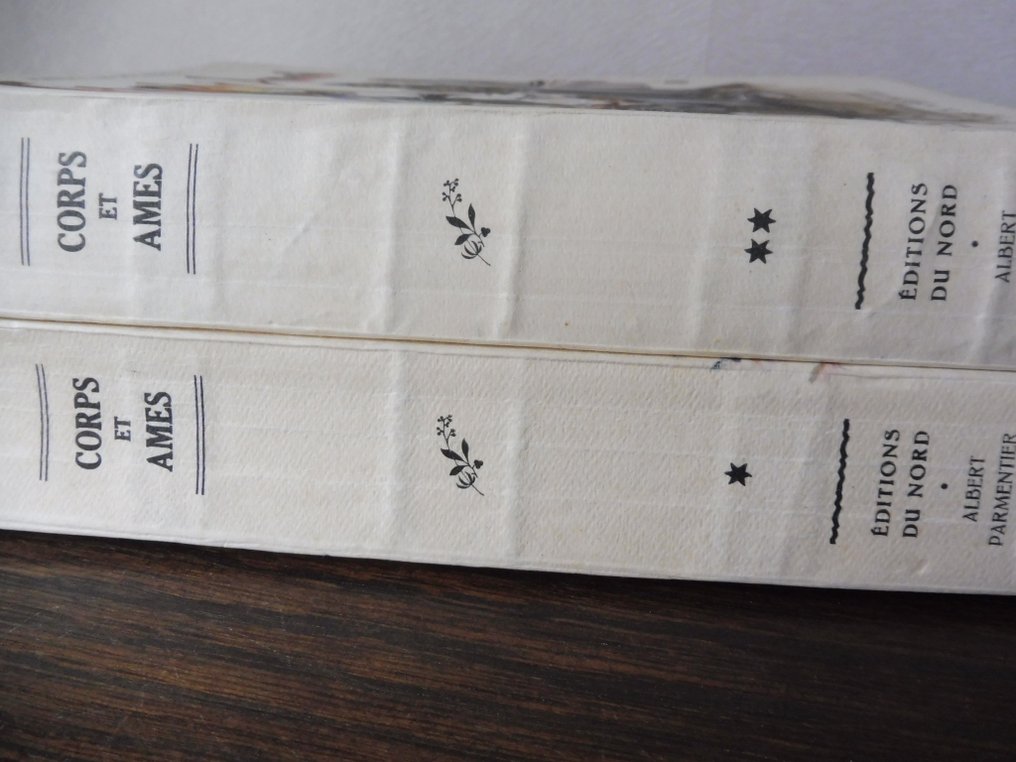 CORPS
ET
AMES
ÉDITIONS
DU NORD
•
ALBERT
CORPS
ET
AMES
ÉDITIONS
DU NORD
•
ALBERT
PARMENTIER